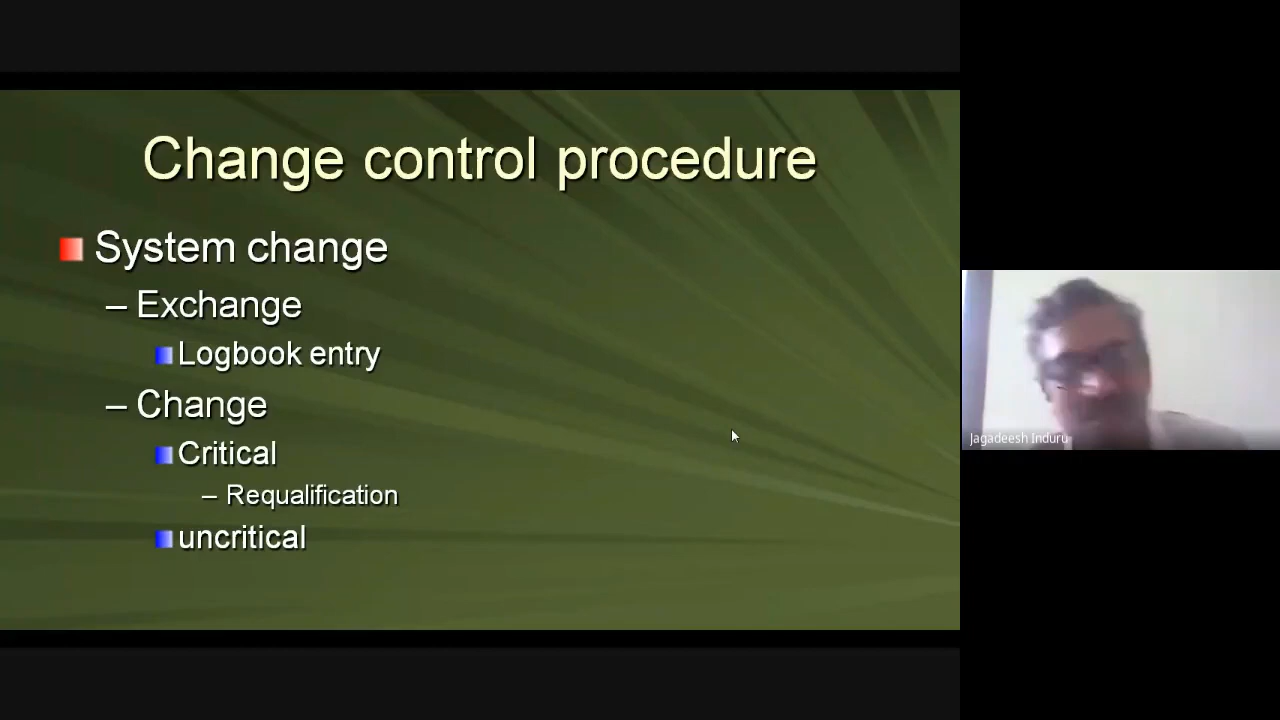 Change control procedure
System change
– Exchange
Logbook entry
– Change
Critical
– Requalification
uncritical
Jagadeesh Induru